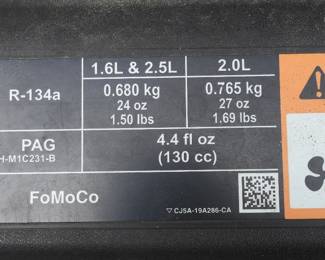 1.6L & 2.5L 2.0L
R-134a 0.680 kg 0.765 kg
24 oz 27 oz
1.50 lbs 1.69 lbs
PAG 4.4 fl oz
H-M1C231-B (130 cc)
FoMoCo
CJ5A-19A286-CA